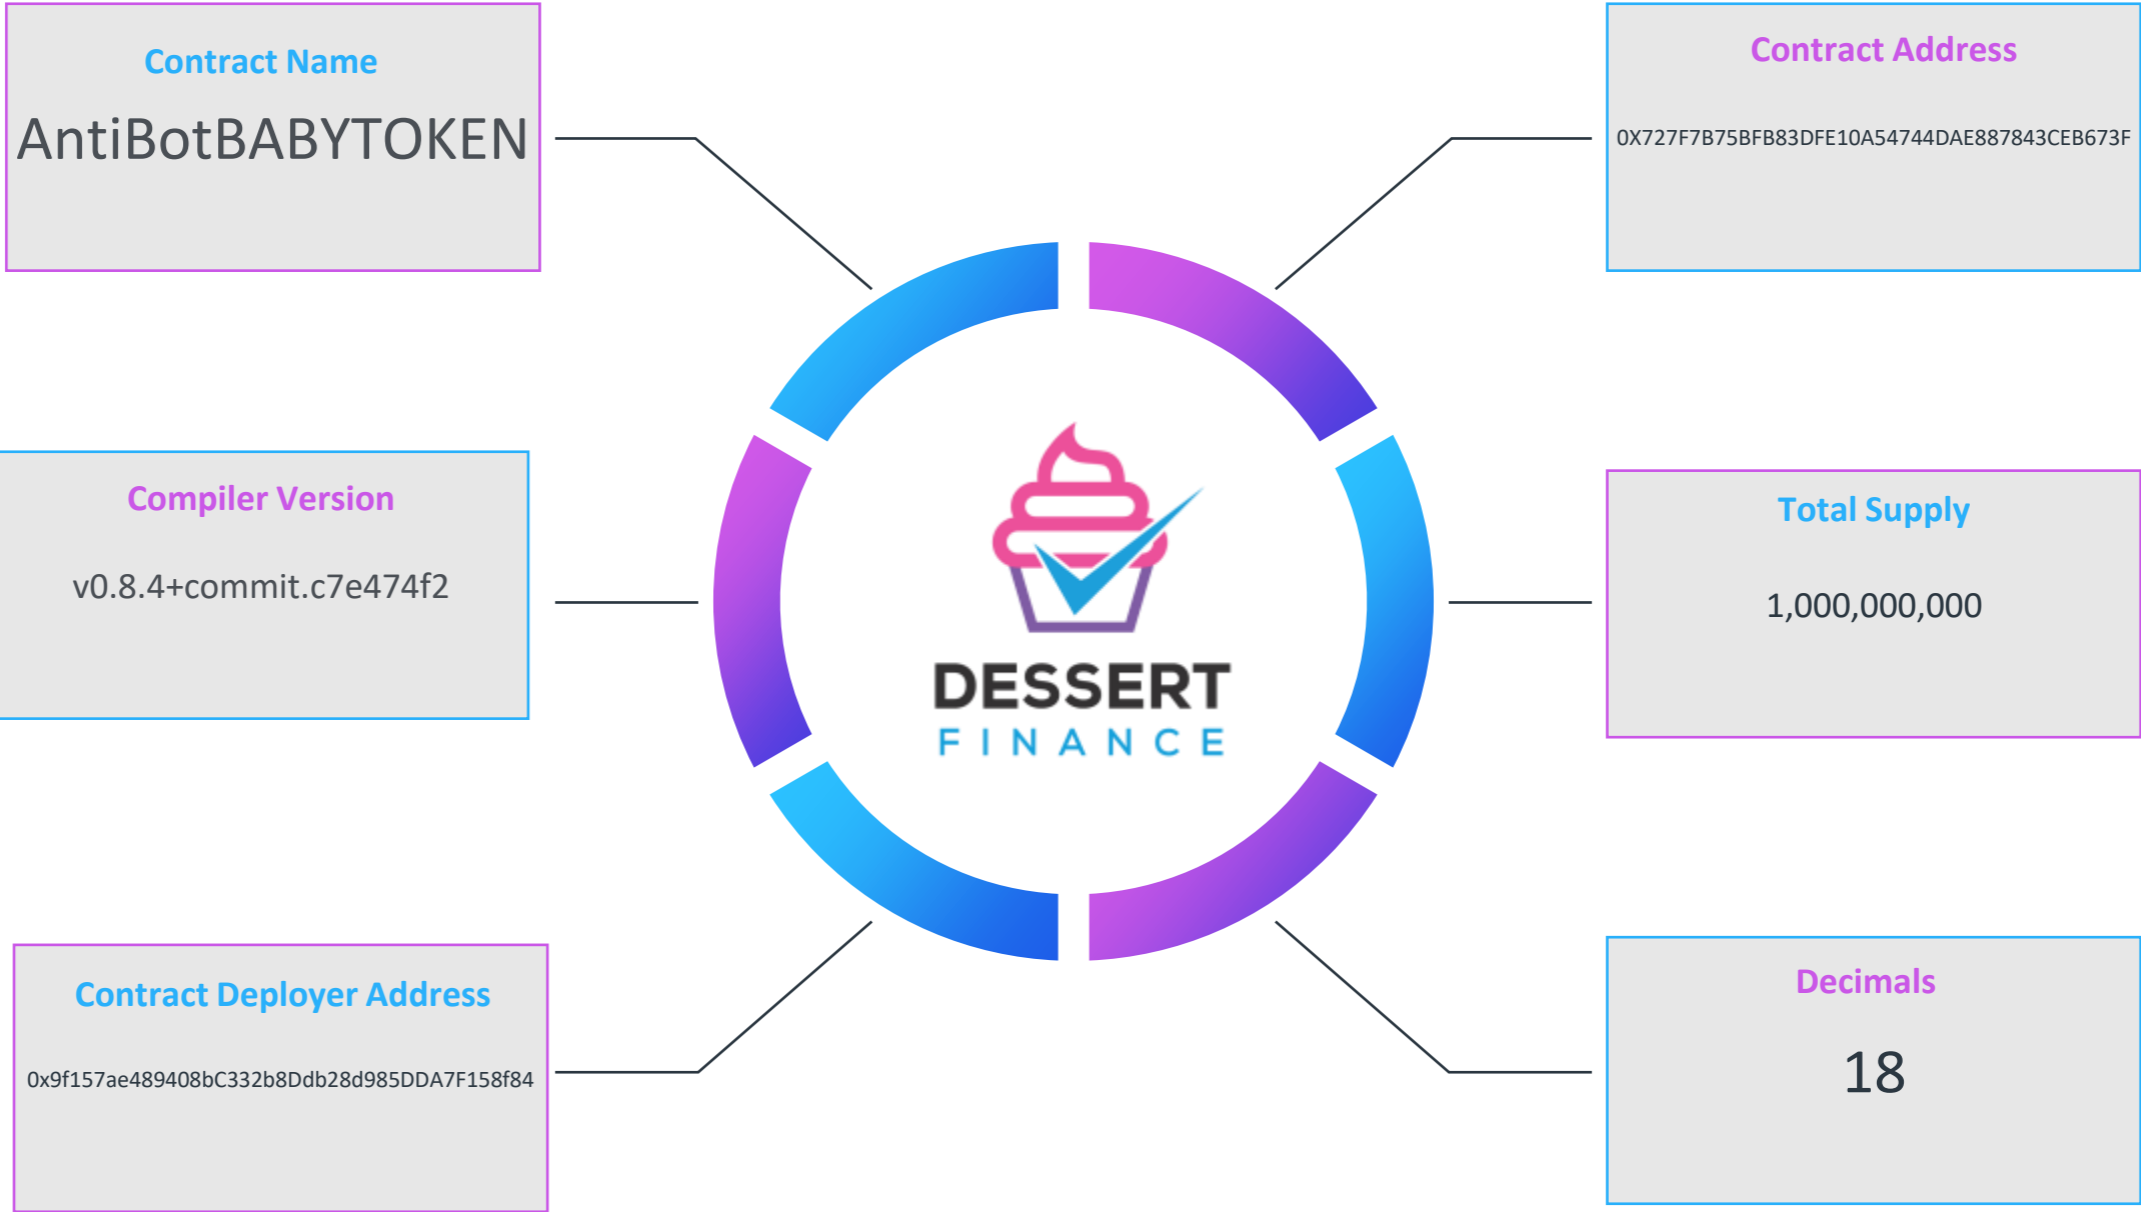 Contract Name
AntiBotBABYTOKEN
Contract Address
0X727F7B75BFB83DFE10A54744DAE887843CEB673F
Compiler Version
v0.8.4+commit.c7e474f2
DESSERT
FINANCE
Total Supply
1,000,000,000
Contract Deployer Address
0x9f157ae489408bC332b8Ddb28d985DDA7F158f84
Decimals
18